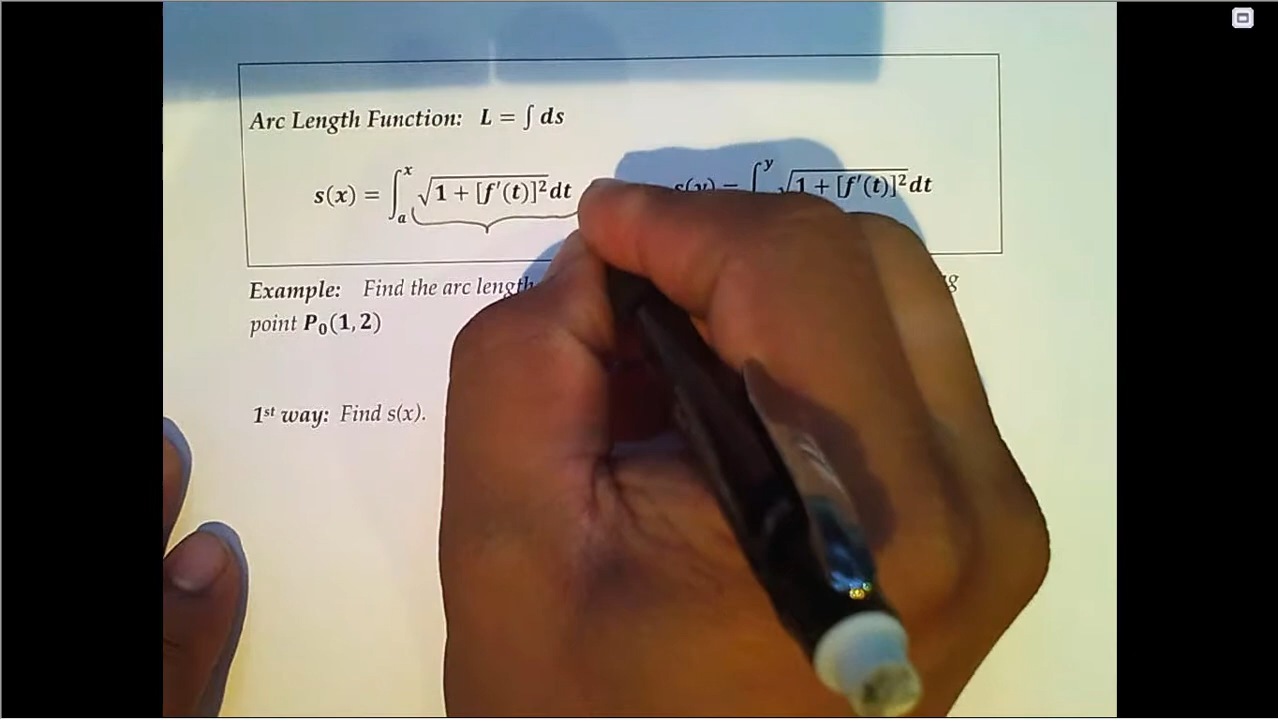 Arc Length Function: L = ∫ ds
s(x) = ∫ₐˣ √1 + [f′(t)]² dt s(y) = ∫ʸ √1 + [f′(t)]² dt
Example: Find the arc length
point P₀(1, 2)
1ˢᵗ way: Find s(x).